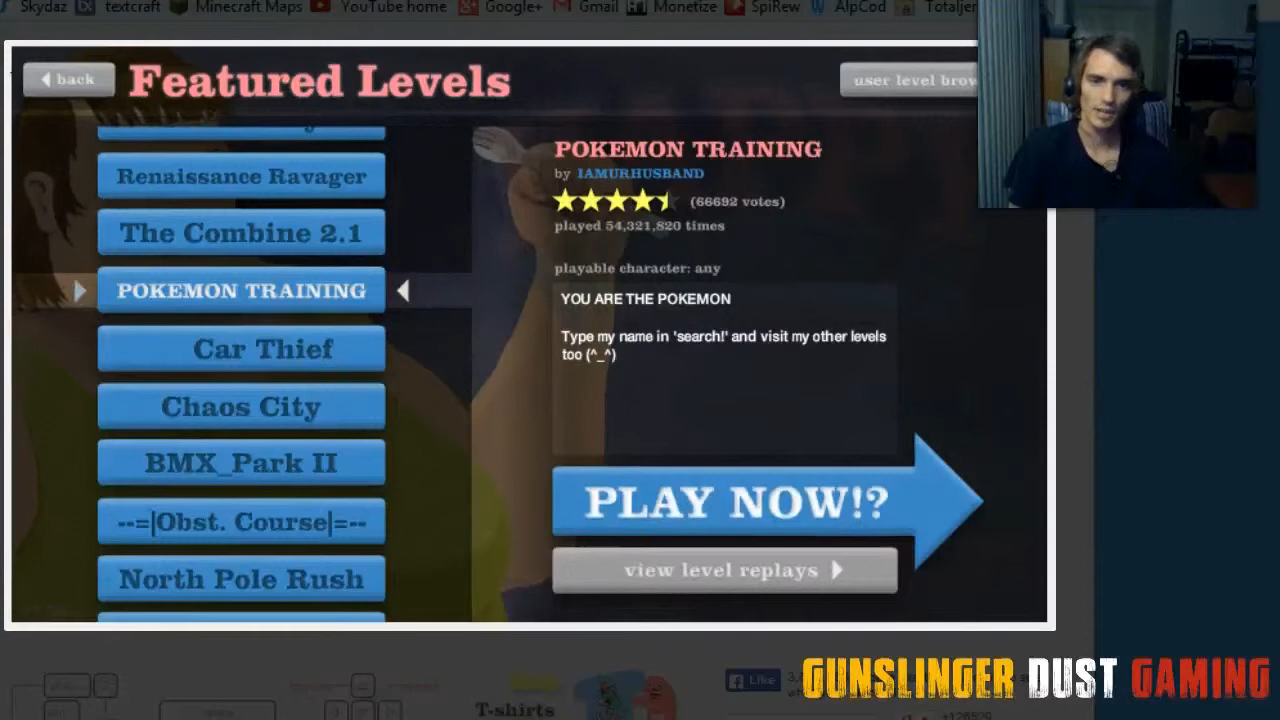 Skydaz textcraft Minecraft Maps YouTube home Google+ Gmail Monetize SpiRew AlpCod Totaljer
back Featured Levels user level brow
Renaissance Ravager
The Combine 2.1
POKEMON TRAINING
Car Thief
Chaos City
BMX_Park II
--=|Obst. Course|=--
North Pole Rush
POKEMON TRAINING
by IAMURHUSBAND
(66692 votes)
played 54,321,820 times
playable character: any
YOU ARE THE POKEMON
Type my name in 'search!' and visit my other levels
too (^_^)
PLAY NOW!?
view level replays
T-shirts
Like
GUNSLINGER DUST GAMING